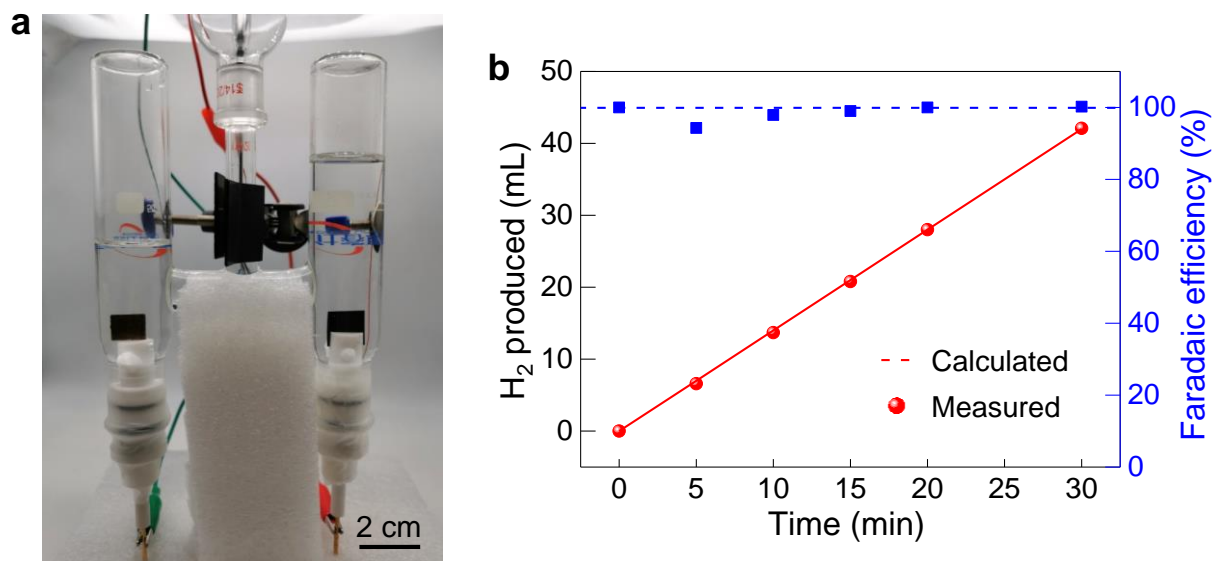 a
2 cm
b
50
40
30
20
10
0
H₂ produced (mL)
0
5
10
15
20
25
30
Time (min)
100
80
60
40
20
0
Faradaic efficiency (%)
Calculated
Measured